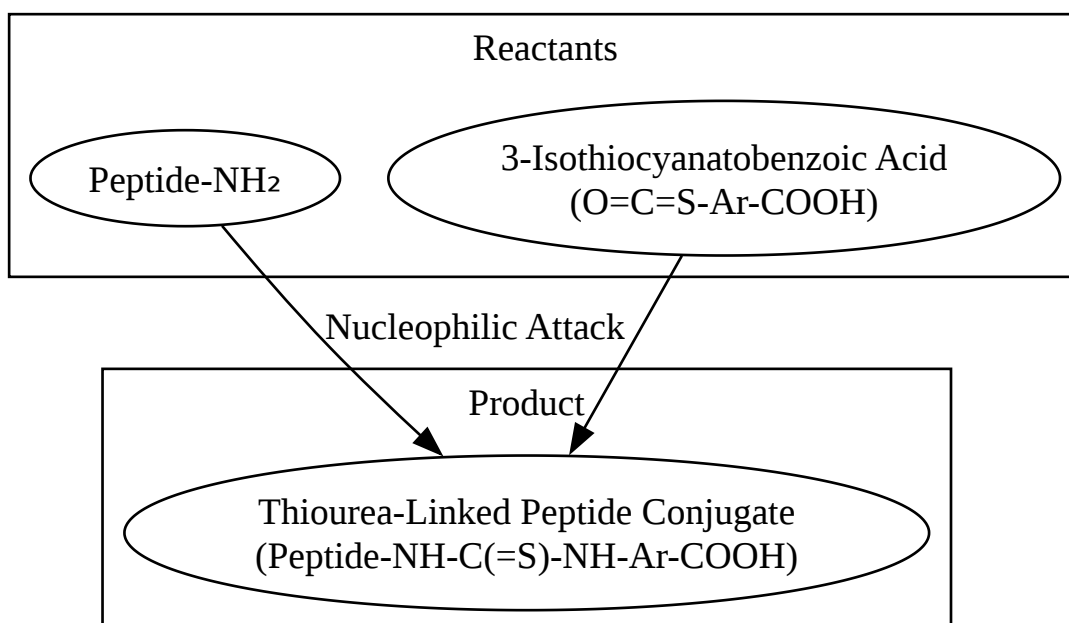 Reactants
Peptide-NH₂
3-Isothiocyanatobenzoic Acid
(O=C=S-Ar-COOH)
Nucleophilic Attack
Product
Thiourea-Linked Peptide Conjugate
(Peptide-NH-C(=S)-NH-Ar-COOH)